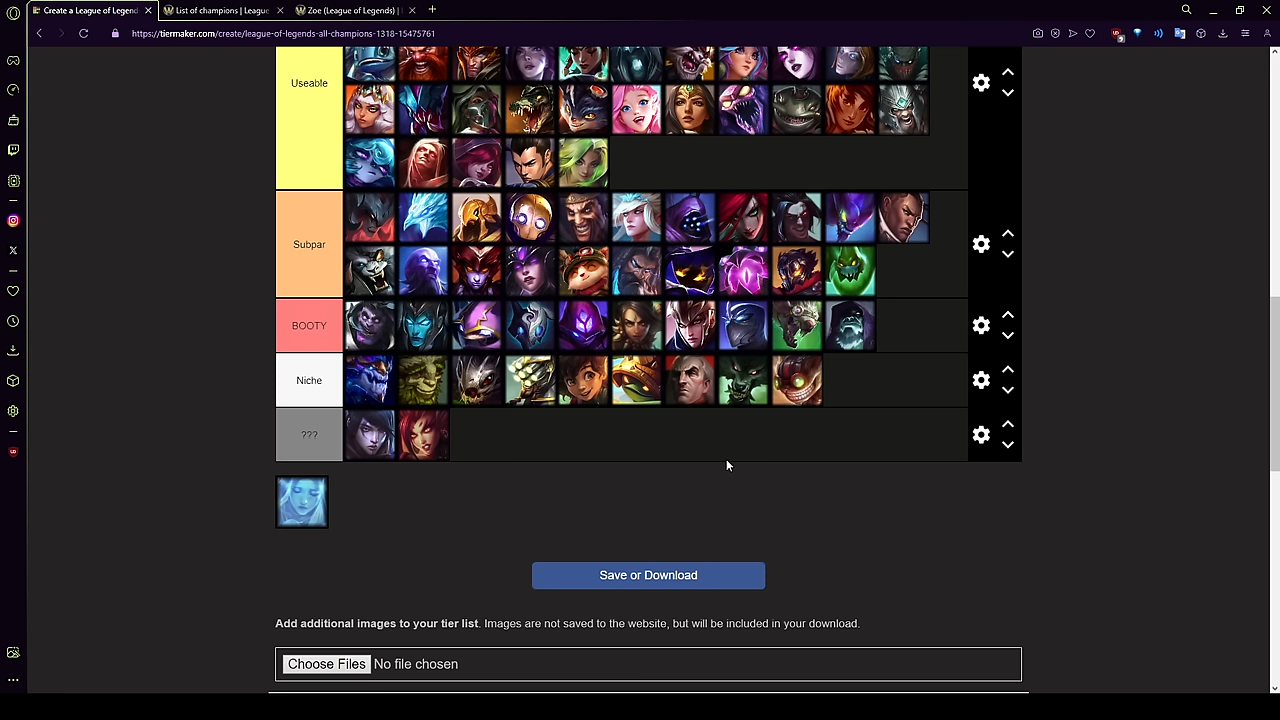 Create a League of Legend
List of champions | League
Zoe (League of Legends) |
https://tiermaker.com/create/league-of-legends-all-champions-1318-15475761
Useable
Subpar
BOOTY
Niche
???
Save or Download
Add additional images to your tier list. Images are not saved to the website, but will be included in your download.
Choose Files No file chosen